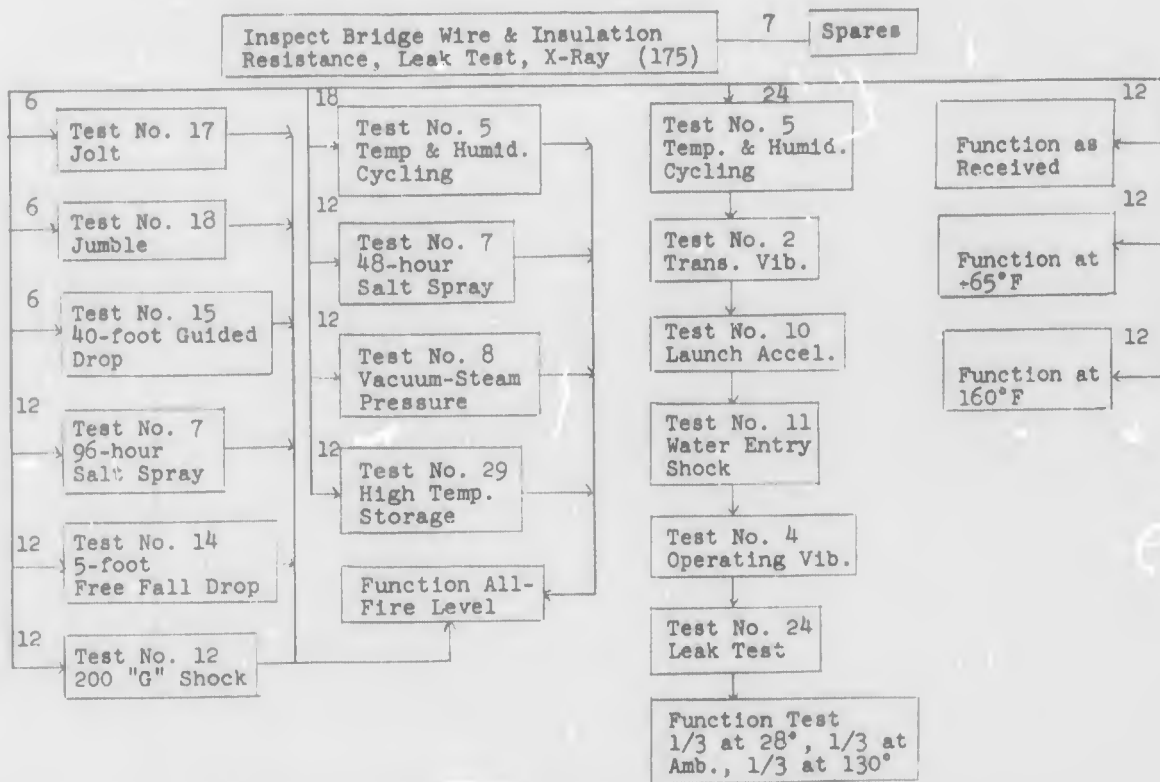 Inspect Bridge Wire & Insulation
Resistance, Leak Test, X-Ray (175)
7
Spares
6
Test No. 17
Jolt
6
Test No. 18
Jumble
6
Test No. 15
40-foot Guided
Drop
12
Test No. 7
96-hour
Salt Spray
12
Test No. 14
5-foot
Free Fall Drop
12
Test No. 12
200 "G" Shock
18
Test No. 5
Temp & Humid.
Cycling
12
Test No. 7
48-hour
Salt Spray
12
Test No. 8
Vacuum-Steam
Pressure
12
Test No. 29
High Temp.
Storage
Function All-
Fire Level
24
Test No. 5
Temp. & Humid.
Cycling
Test No. 2
Trans. Vib.
Test No. 10
Launch Accel.
Test No. 11
Water Entry
Shock
Test No. 4
Operating Vib.
Test No. 24
Leak Test
Function Test
1/3 at 28°, 1/3 at
Amb., 1/3 at 130°
12
Function as
Received
12
Function at
65°F
12
Function at
160°F